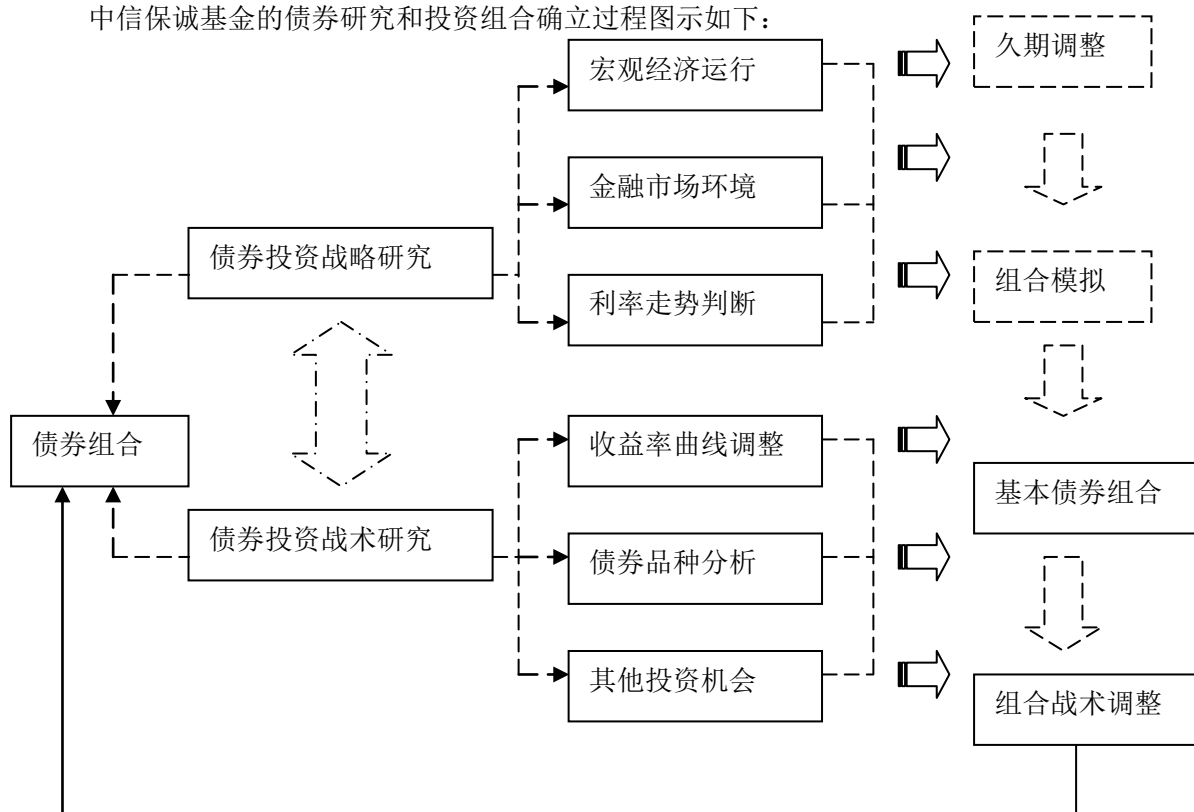 中信保诚基金的债券研究和投资组合确立过程图示如下：
宏观经济运行
久期调整
金融市场环境
债券投资战略研究
组合模拟
利率走势判断
债券组合
收益率曲线调整
基本债券组合
债券投资战术研究
债券品种分析
其他投资机会
组合战术调整